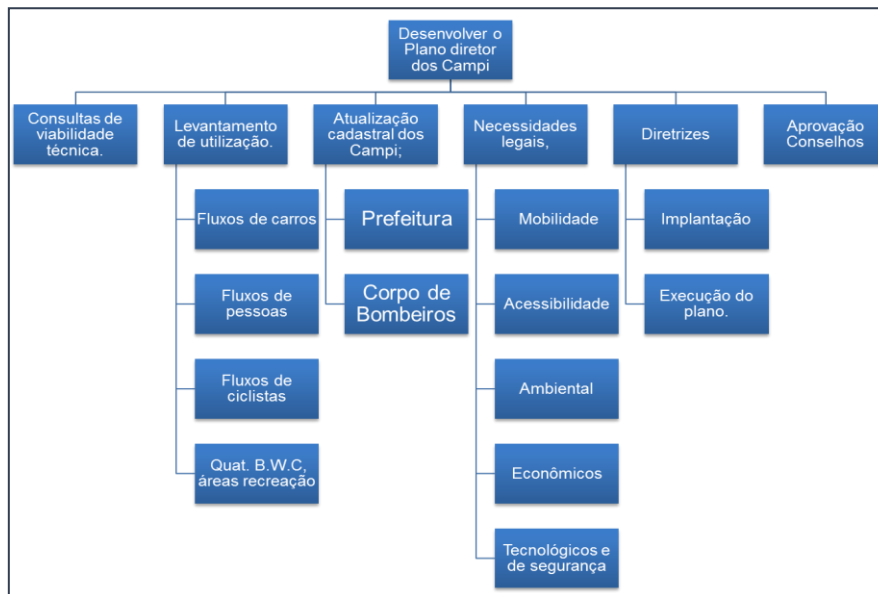 Desenvolver o
Plano diretor
dos Campi
Consultas de
viabilidade
técnica.
Levantamento
de utilização.
Atualização
cadastral dos
Campi;
Necessidades
legais,
Diretrizes
Aprovação
Conselhos
Fluxos de carros
Fluxos de
pessoas
Fluxos de
ciclistas
Quat. B.W.C,
áreas recreação
Prefeitura
Corpo de
Bombeiros
Mobilidade
Acessibilidade
Ambiental
Econômicos
Tecnológicos e
de segurança
Implantação
Execução do
plano.